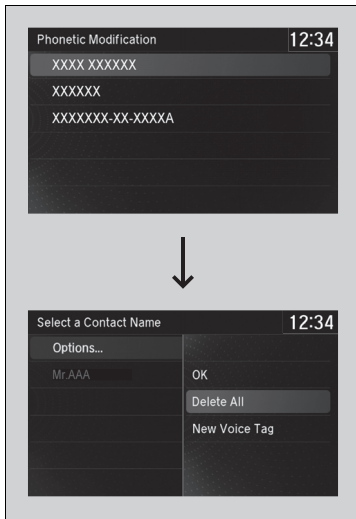 Phonetic Modification 12:34
XXXX XXXXXX
XXXXXX
XXXXXXX-XX-XXXXA
Select a Contact Name 12:34
Options...
Mr.AAA OK
Delete All
New Voice Tag